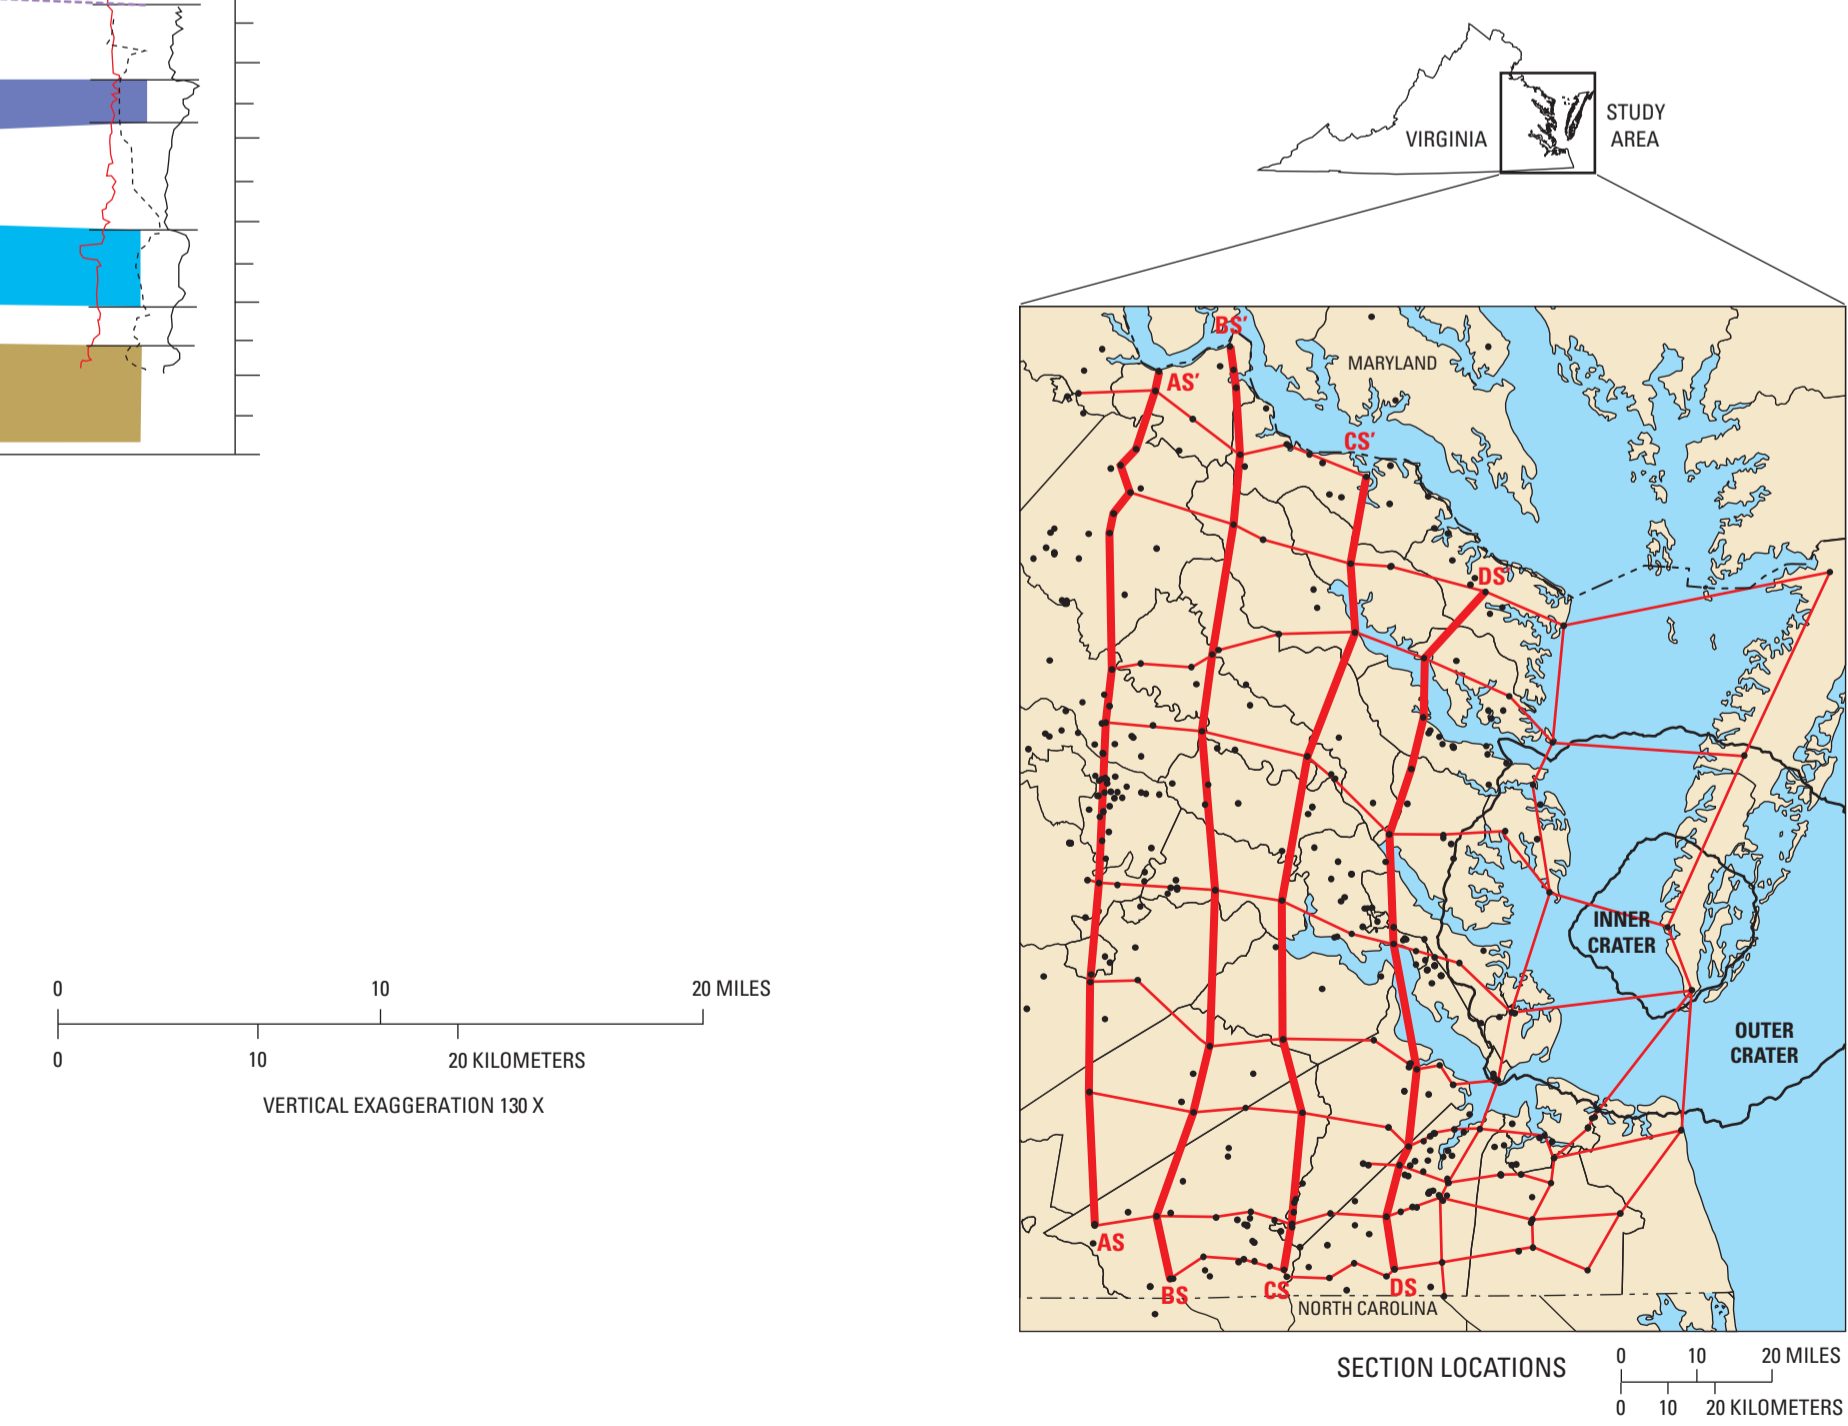 VIRGINIA
STUDY
AREA
BS′
MARYLAND
AS′
CS′
DS
INNER
CRATER
OUTER
CRATER
AS
BS
CS
DS
NORTH CAROLINA
SECTION LOCATIONS
0 10 20 MILES
0 10 20 KILOMETERS
0 10 20 MILES
0 10 20 KILOMETERS
VERTICAL EXAGGERATION 130 X